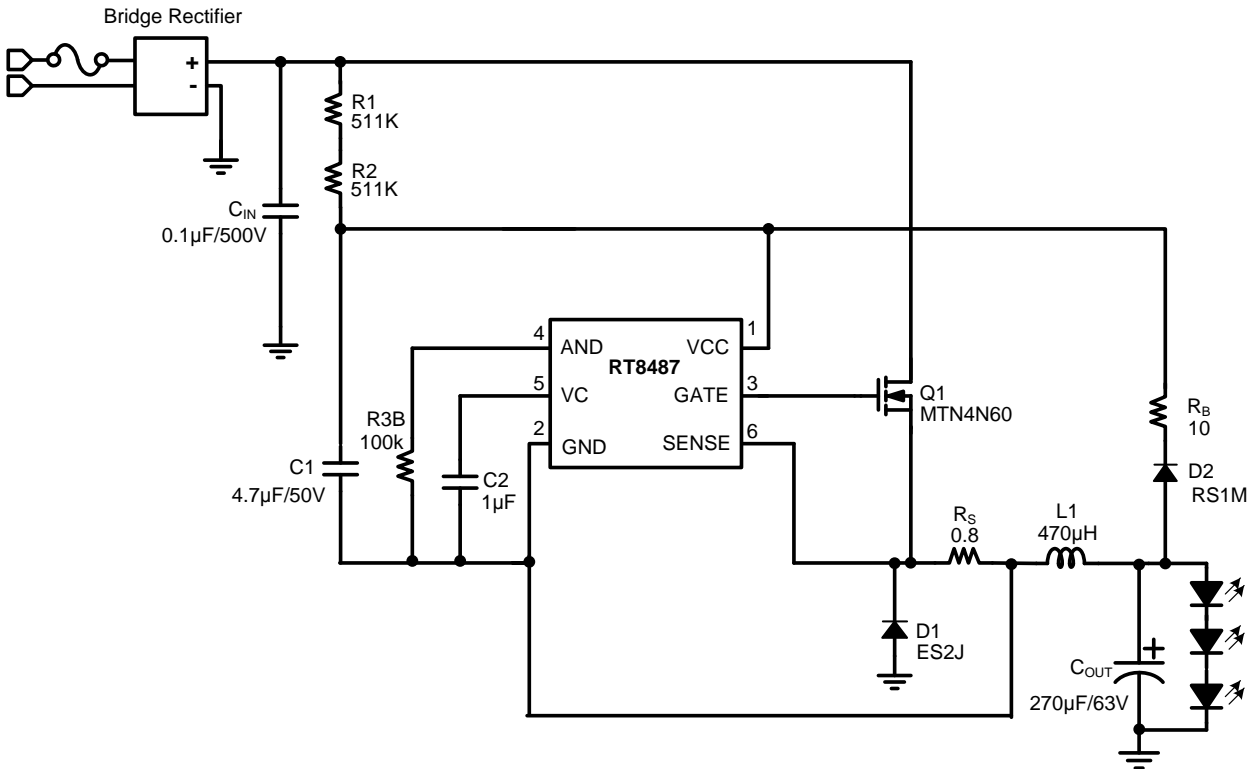 Bridge Rectifier
+
-
R1
511K
R2
511K
CIN
0.1µF/500V
4
AND
VCC
1
RT8487
5
VC
GATE
3
2
GND
SENSE
6
Q1
MTN4N60
R3B
100k
C2
1µF
C1
4.7µF/50V
RB
10
D2
RS1M
RS
0.8
L1
470µH
D1
ES2J
COUT
+
270µF/63V